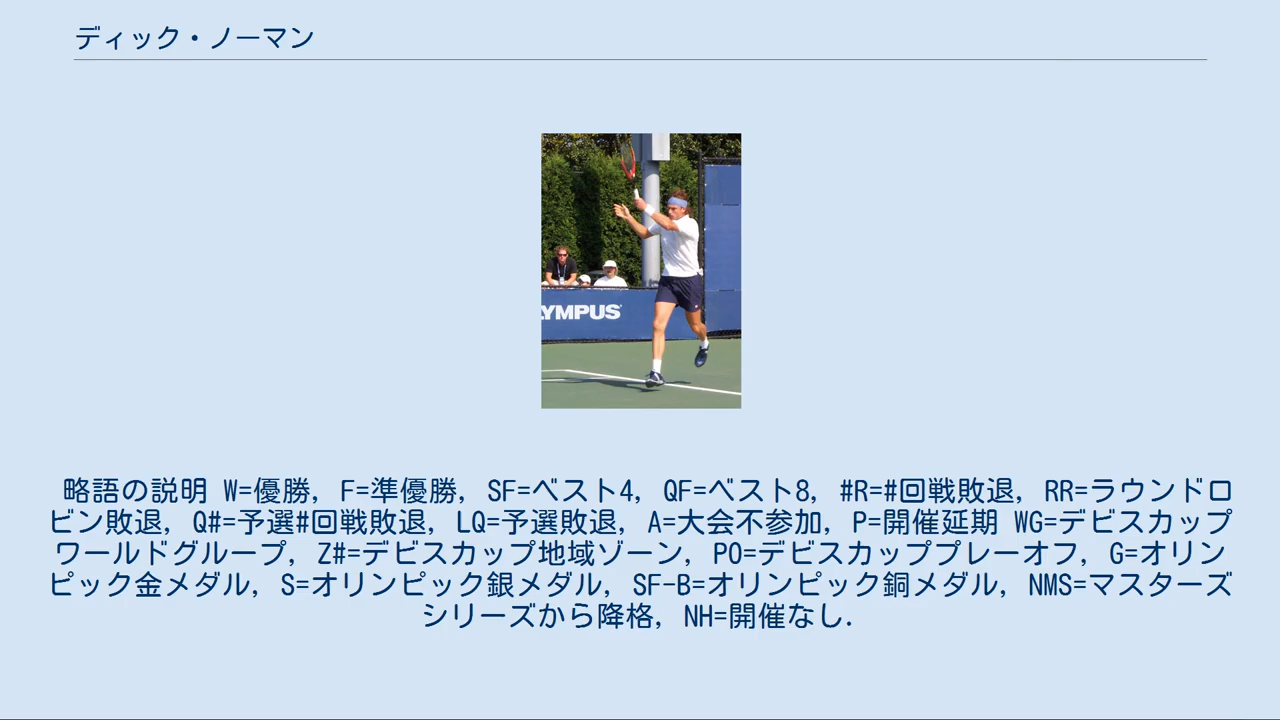 ディック・ノーマン
YMPUS
略語の説明 W=優勝, F=準優勝, SF=ベスト4, QF=ベスト8, #R=#回戦敗退, RR=ラウンドロ
ビン敗退, Q#=予選#回戦敗退, LQ=予選敗退, A=大会不参加, P=開催延期 WG=デビスカップ
ワールドグループ, Z#=デビスカップ地域ゾーン, PO=デビスカッププレーオフ, G=オリン
ピック金メダル, S=オリンピック銀メダル, SF-B=オリンピック銅メダル, NMS=マスターズ
シリーズから降格, NH=開催なし.